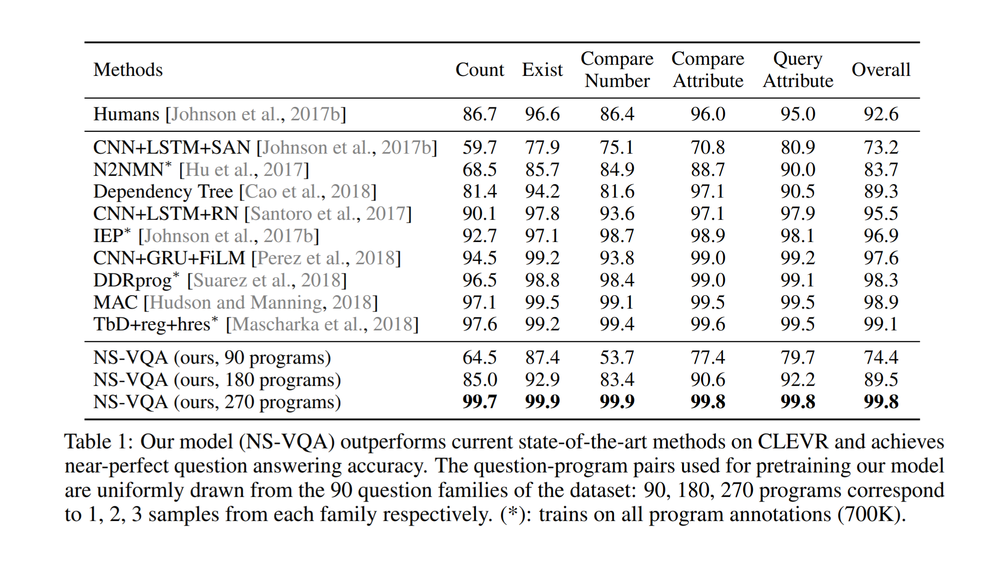 Methods Count Exist Compare Number Compare Attribute Query Attribute Overall
Humans [Johnson et al., 2017b] 86.7 96.6 86.4 96.0 95.0 92.6
CNN+LSTM+SAN [Johnson et al., 2017b] 59.7 77.9 75.1 70.8 80.9 73.2
N2NMN* [Hu et al., 2017] 68.5 85.7 84.9 88.7 90.0 83.7
Dependency Tree [Cao et al., 2018] 81.4 94.2 81.6 97.1 90.5 89.3
CNN+LSTM+RN [Santoro et al., 2017] 90.1 97.8 93.6 97.1 97.9 95.5
IEP* [Johnson et al., 2017b] 92.7 97.1 98.7 98.9 98.1 96.9
CNN+GRU+FiLM [Perez et al., 2018] 94.5 99.2 93.8 99.0 99.2 97.6
DDRprog* [Suarez et al., 2018] 96.5 98.8 98.4 99.0 99.1 98.3
MAC [Hudson and Manning, 2018] 97.1 99.5 99.1 99.5 99.5 98.9
TbD+reg+hres* [Mascharka et al., 2018] 97.6 99.2 99.4 99.6 99.5 99.1
NS-VQA (ours, 90 programs) 64.5 87.4 53.7 77.4 79.7 74.4
NS-VQA (ours, 180 programs) 85.0 92.9 83.4 90.6 92.2 89.5
NS-VQA (ours, 270 programs) 99.7 99.9 99.9 99.8 99.8 99.8
Table 1: Our model (NS-VQA) outperforms current state-of-the-art methods on CLEVR and achieves
near-perfect question answering accuracy. The question-program pairs used for pretraining our model
are uniformly drawn from the 90 question families of the dataset: 90, 180, 270 programs correspond
to 1, 2, 3 samples from each family respectively. (*): trains on all program annotations (700K).